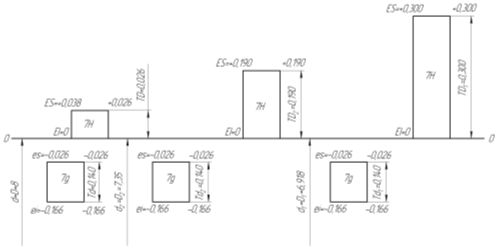 ES=+0,300
+0,300
ES=+0,190
+0,190
7H
TD₁=0,300
ES=+0,038
+0,026
TD=0,026
7H
TD₂=0,190
7H
EI=0
EI=0
EI=0
0
0
es=-0,026
-0,026
es=-0,026
-0,026
es=-0,026
-0,026
d=D=8
7g
Td=0,140
d₂=D₂=7,35
7g
Td₂=0,140
d₁=D₁=6,918
7g
Td₁=0,140
ei=-0,166
-0,166
ei=-0,166
-0,166
ei=-0,166
-0,166